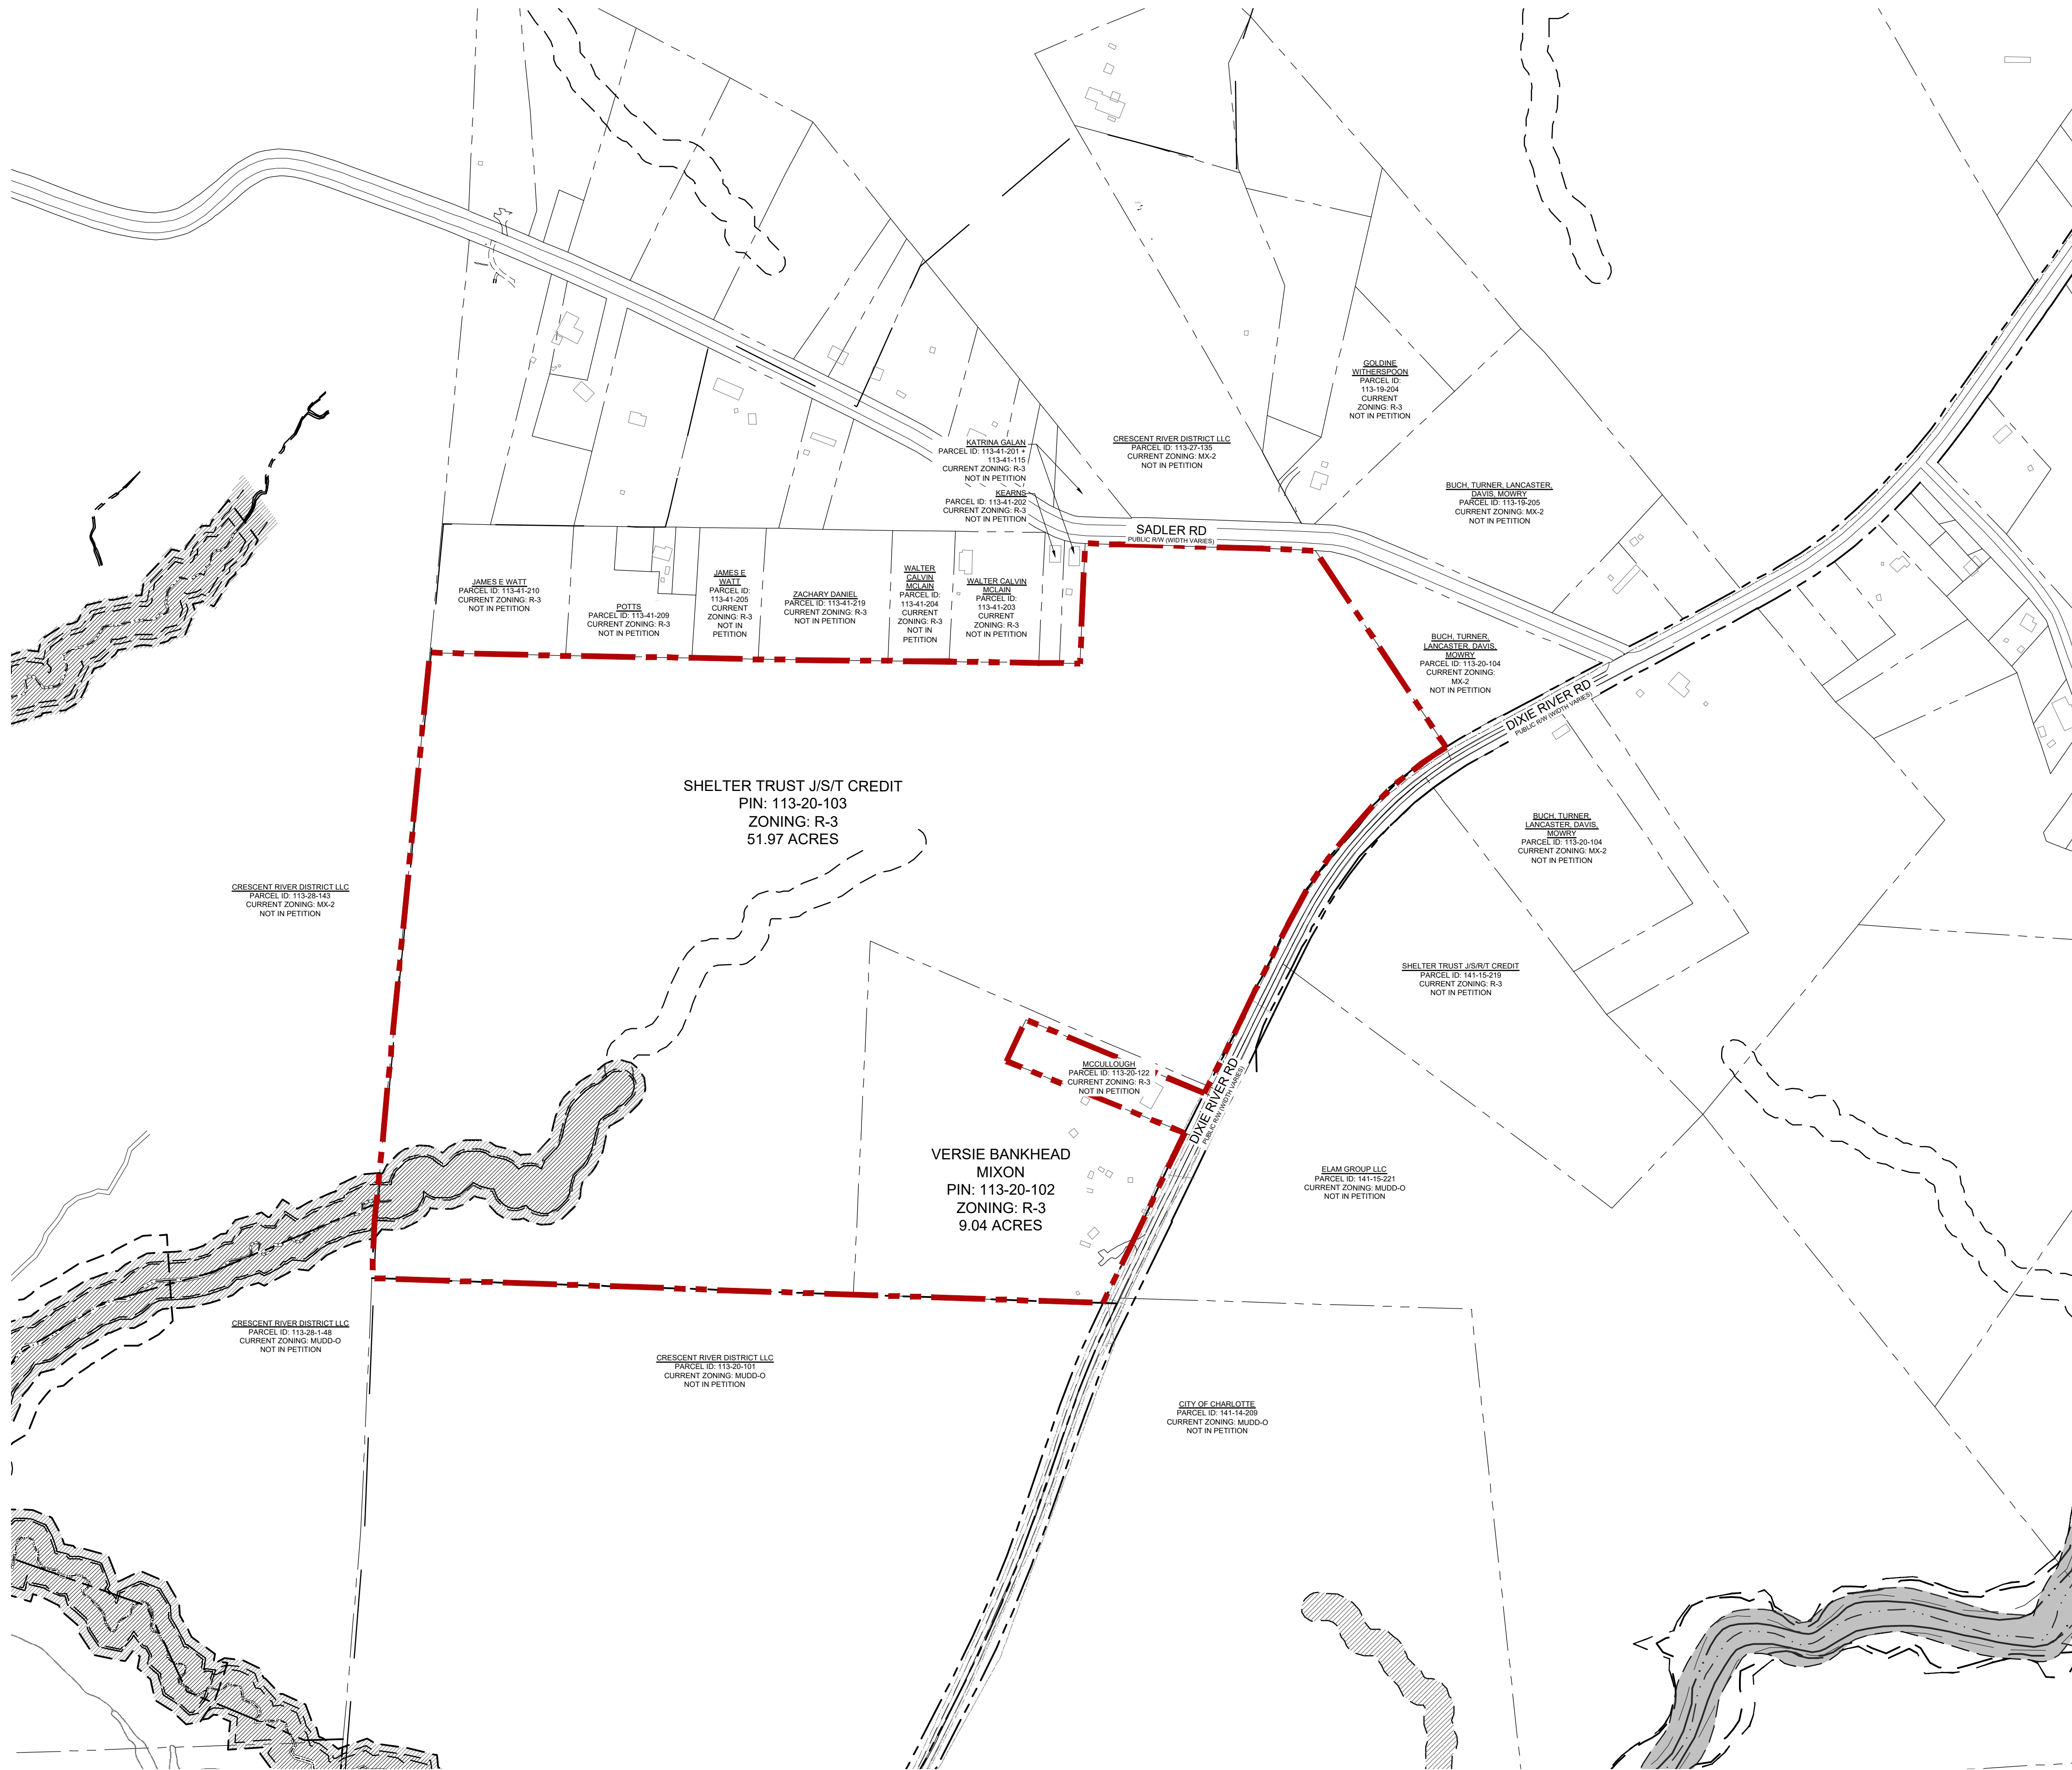 GOLDINE
WITHERSPOON
PARCEL ID:
113-19-204
CURRENT
ZONING: R-3
NOT IN PETITION
KATRINA GALAN
PARCEL ID: 113-41-201 +
113-41-115
CURRENT ZONING: R-3
NOT IN PETITION
CRESCENT RIVER DISTRICT LLC
PARCEL ID: 113-27-135
CURRENT ZONING: MX-2
NOT IN PETITION
KEARNS
PARCEL ID: 113-41-202
CURRENT ZONING: R-3
NOT IN PETITION
BUCH, TURNER, LANCASTER,
DAVIS, MOWRY
PARCEL ID: 113-19-205
CURRENT ZONING: MX-2
NOT IN PETITION
SADLER RD
PUBLIC R/W (WIDTH VARIES)
JAMES E WATT
PARCEL ID: 113-41-210
CURRENT ZONING: R-3
NOT IN PETITION
POTTS
PARCEL ID: 113-41-209
CURRENT ZONING: R-3
NOT IN PETITION
JAMES E
WATT
PARCEL ID:
113-41-205
CURRENT
ZONING: R-3
NOT IN
PETITION
ZACHARY DANIEL
PARCEL ID: 113-41-219
CURRENT ZONING: R-3
NOT IN PETITION
WALTER
CALVIN
MCLAIN
PARCEL ID:
113-41-204
CURRENT
ZONING: R-3
NOT IN
PETITION
WALTER CALVIN
MCLAIN
PARCEL ID:
113-41-203
CURRENT
ZONING: R-3
NOT IN PETITION
BUCH, TURNER,
LANCASTER, DAVIS,
MOWRY
PARCEL ID: 113-20-104
CURRENT ZONING:
MX-2
NOT IN PETITION
DIXIE RIVER RD
PUBLIC R/W (WIDTH VARIES)
SHELTER TRUST J/S/T CREDIT
PIN: 113-20-103
ZONING: R-3
51.97 ACRES
BUCH, TURNER,
LANCASTER, DAVIS,
MOWRY
PARCEL ID: 113-20-104
CURRENT ZONING: MX-2
NOT IN PETITION
CRESCENT RIVER DISTRICT LLC
PARCEL ID: 113-28-143
CURRENT ZONING: MX-2
NOT IN PETITION
SHELTER TRUST J/S/R/T CREDIT
PARCEL ID: 141-15-219
CURRENT ZONING: R-3
NOT IN PETITION
MCCULLOUGH
PARCEL ID: 113-20-122
CURRENT ZONING: R-3
NOT IN PETITION
DIXIE RIVER RD
PUBLIC R/W (WIDTH VARIES)
VERSIE BANKHEAD
MIXON
PIN: 113-20-102
ZONING: R-3
9.04 ACRES
ELAM GROUP LLC
PARCEL ID: 141-15-221
CURRENT ZONING: MUDD-O
NOT IN PETITION
CRESCENT RIVER DISTRICT LLC
PARCEL ID: 113-28-1-48
CURRENT ZONING: MUDD-O
NOT IN PETITION
CRESCENT RIVER DISTRICT LLC
PARCEL ID: 113-20-101
CURRENT ZONING: MUDD-O
NOT IN PETITION
CITY OF CHARLOTTE
PARCEL ID: 141-14-209
CURRENT ZONING: MUDD-O
NOT IN PETITION